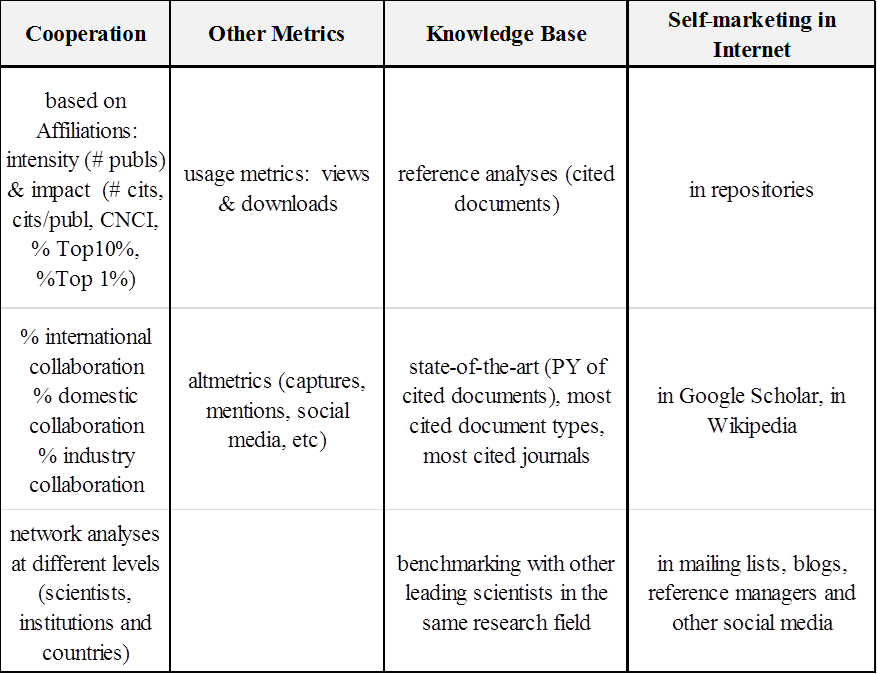 Cooperation
Other Metrics
Knowledge Base
Self-marketing in
Internet
based on
Affiliations:
intensity (# publs)
& impact (# cits,
cits/publ, CNCI,
% Top10%,
%Top 1%)
usage metrics: views
& downloads
reference analyses (cited
documents)
in repositories
% international
collaboration
% domestic
collaboration
% industry
collaboration
altmetrics (captures,
mentions, social
media, etc)
state-of-the-art (PY of
cited documents), most
cited document types,
most cited journals
in Google Scholar, in
Wikipedia
network analyses
at different levels
(scientists,
institutions and
countries)
benchmarking with other
leading scientists in the
same research field
in mailing lists, blogs,
reference managers and
other social media